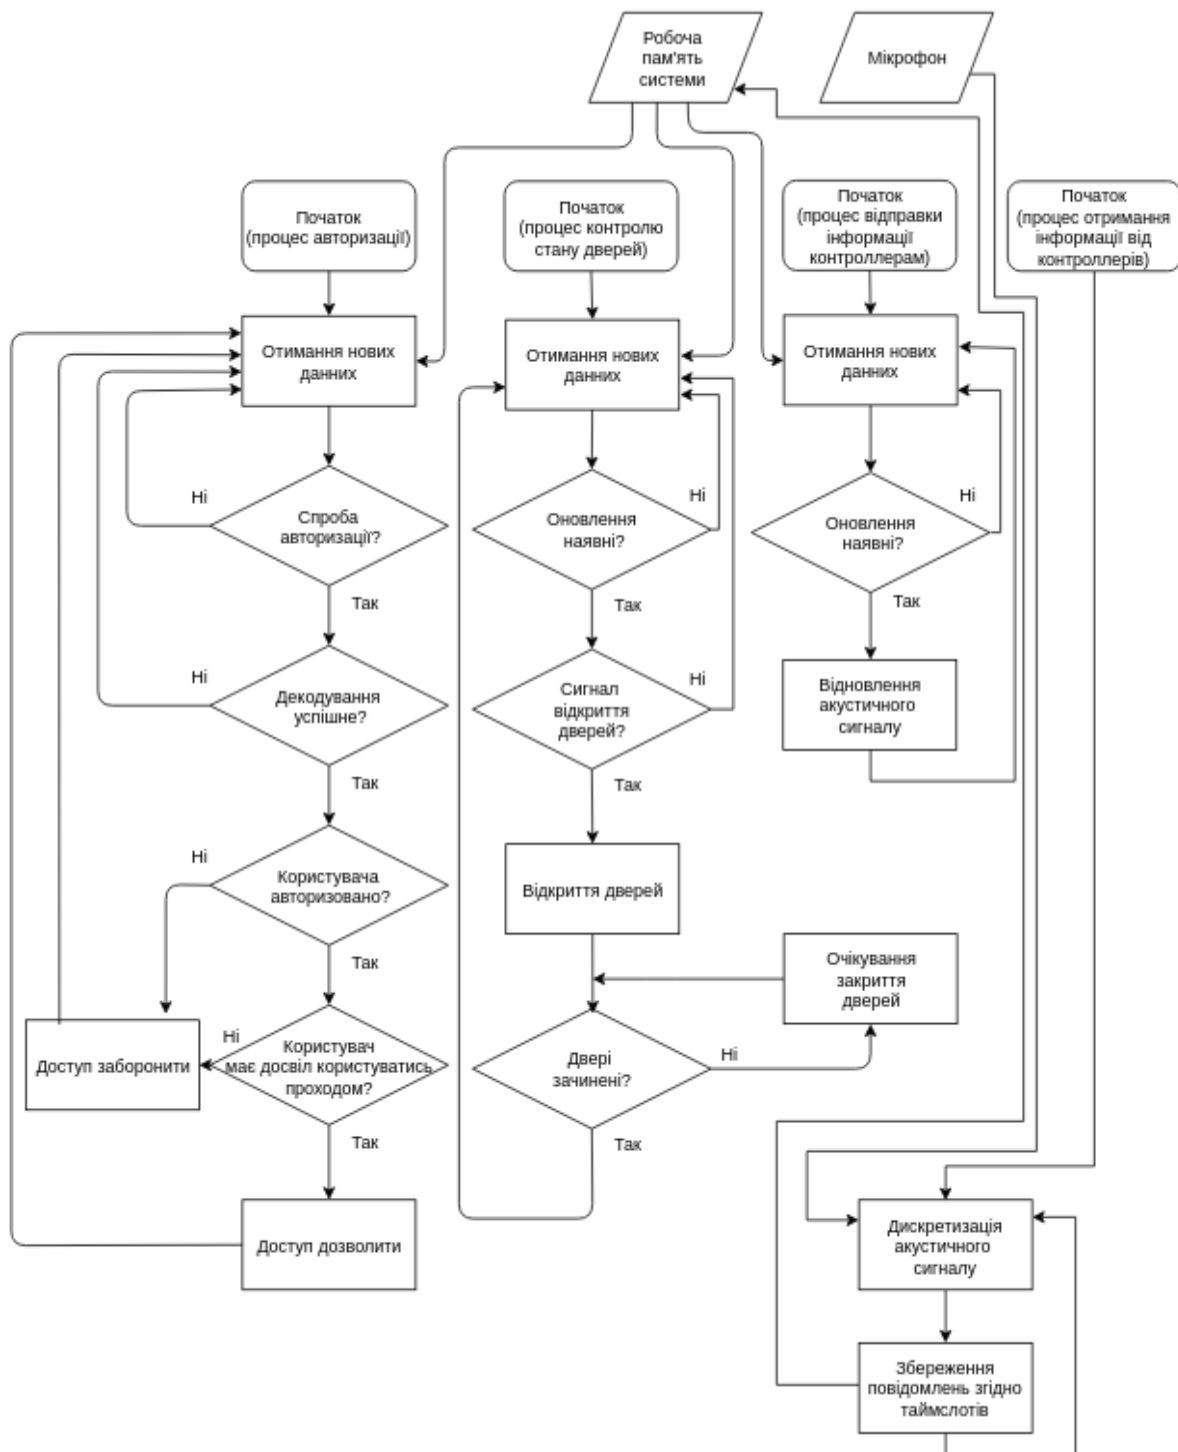 Робоча
пам'ять
системи
Мікрофон
Початок
(процес авторизації)
Початок
(процес контролю
стану дверей)
Початок
(процес відправки
інформації
контроллерам)
Початок
(процес отримання
інформації від
контроллерів)
Отимання нових
данних
Отимання нових
данних
Отимання нових
данних
Ні
Спроба
авторизації?
Так
Ні
Оновлення
наявні?
Так
Ні
Оновлення
наявні?
Так
Ні
Декодування
успішне?
Так
Ні
Сигнал
відкриття
дверей?
Так
Відновлення
акустичного
сигналу
Ні
Користувача
авторизовано?
Так
Відкриття дверей
Очікування
закриття
дверей
Доступ заборонити
Ні
Користувач
має досвіл користуватись
проходом?
Так
Двері
зачинені?
Ні
Так
Доступ дозволити
Дискретизація
акустичного
сигналу
Збереження
повідомлень згідно
таймслотів